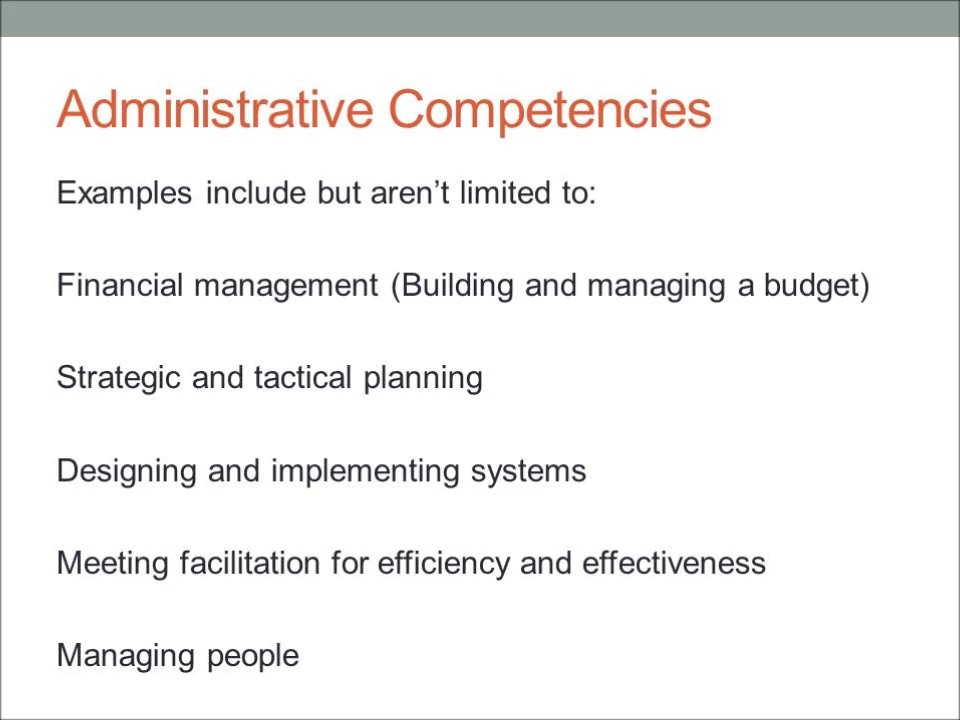 Administrative Competencies
Examples include but aren’t limited to:
Financial management (Building and managing a budget)
Strategic and tactical planning
Designing and implementing systems
Meeting facilitation for efficiency and effectiveness
Managing people